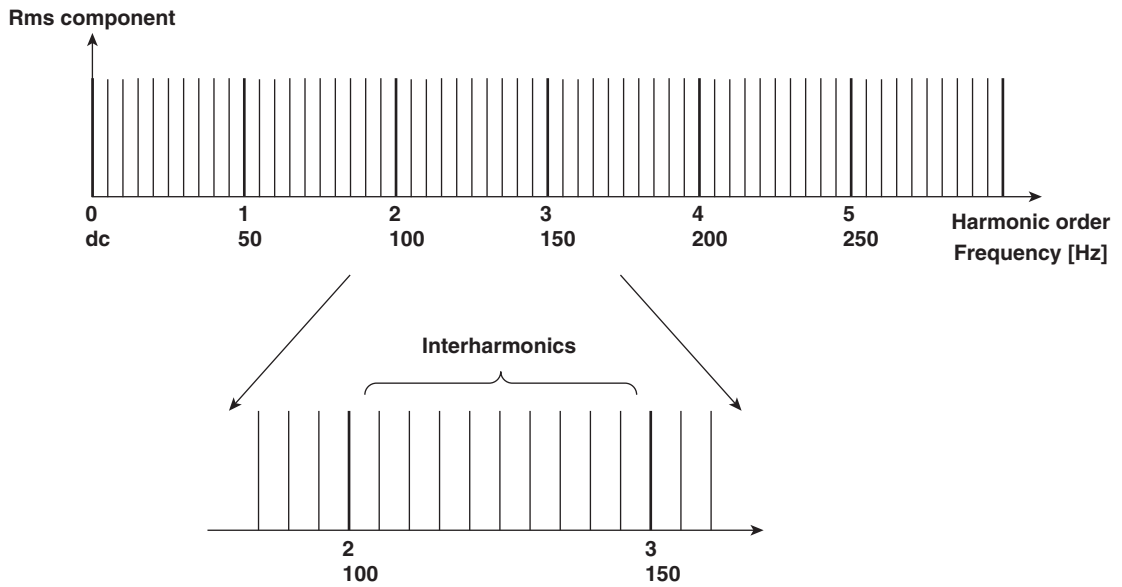 Rms component
0 1 2 3 4 5 Harmonic order
dc 50 100 150 200 250 Frequency [Hz]
Interharmonics
2 3
100 150